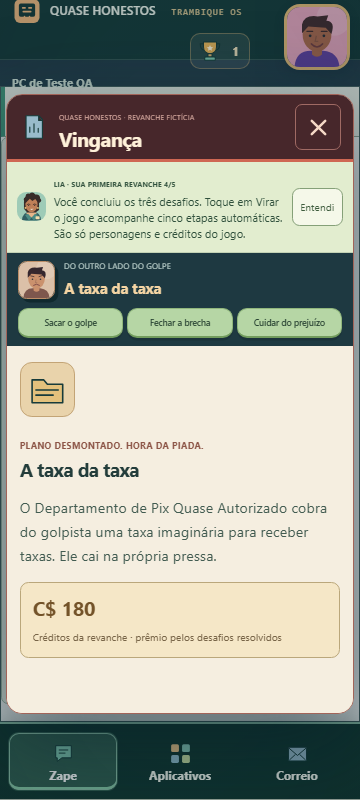 QUASE HONESTOS TRAMBIQUE OS
1
PC de Teste QA
QUASE HONESTOS · REVANCHE FICTÍCIA
Vingança
LIA · SUA PRIMEIRA REVANCHE 4/5
Você concluiu os três desafios. Toque em Virar
o jogo e acompanhe cinco etapas automáticas.
São só personagens e créditos do jogo.
Entendi
DO OUTRO LADO DO GOLPE
A taxa da taxa
Sacar o golpe
Fechar a brecha
Cuidar do prejuízo
PLANO DESMONTADO. HORA DA PIADA.
A taxa da taxa
O Departamento de Pix Quase Autorizado cobra
do golpista uma taxa imaginária para receber
taxas. Ele cai na própria pressa.
C$ 180
Créditos da revanche · prêmio pelos desafios resolvidos
Zape
Aplicativos
Correio